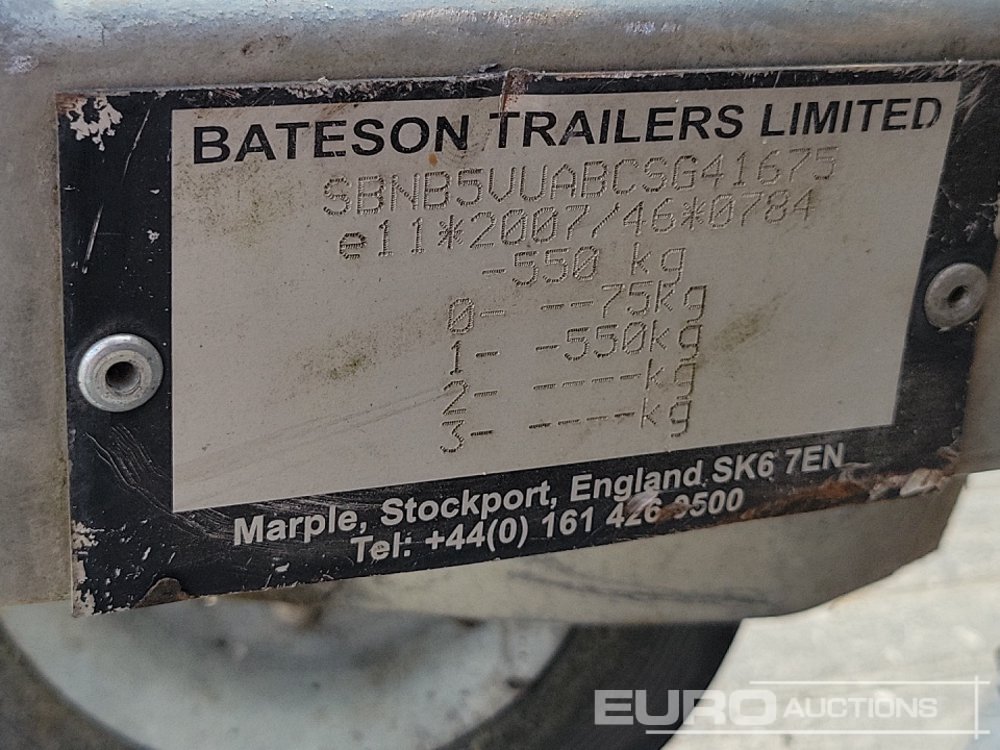 BATESON TRAILERS LIMITED
SBNB5VUABCSG41675
e11*2007/46*0784
-550 kg
0- --75kg
1- -550kg
2- ----kg
3- ----kg
Marple, Stockport, England SK6 7EN
Tel: +44(0) 161 426 0500
EURO AUCTIONS